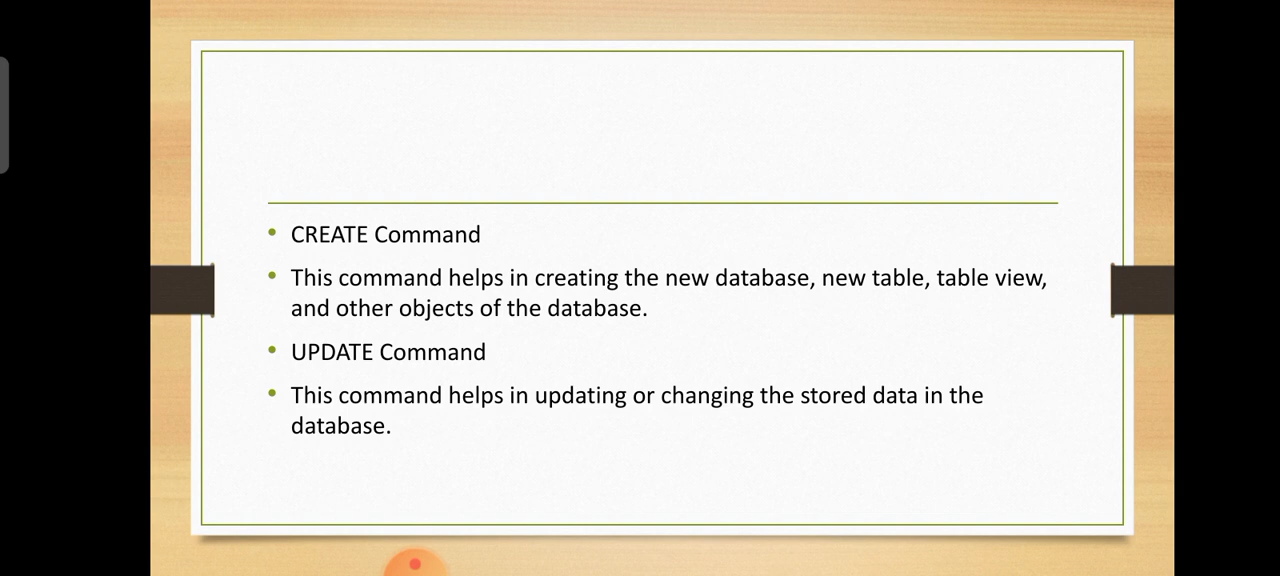 CREATE Command
This command helps in creating the new database, new table, table view,
and other objects of the database.
UPDATE Command
This command helps in updating or changing the stored data in the
database.